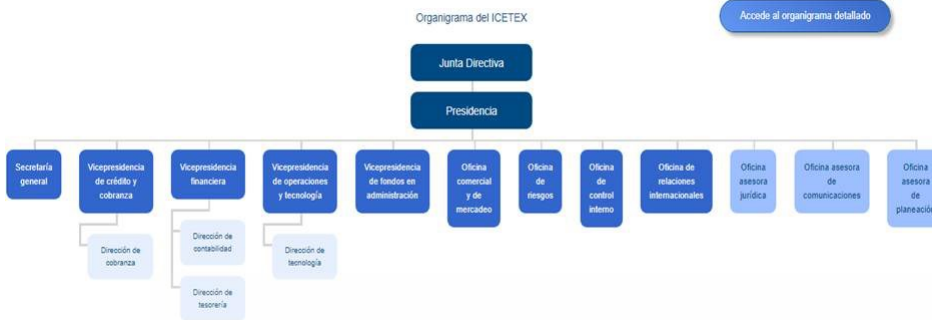 Organigrama del ICETEX
Accede al organigrama detallado
Junta Directiva
Presidencia
Secretaría
general
Vicepresidencia
de crédito y
cobranza
Vicepresidencia
financiera
Vicepresidencia
de operaciones
y tecnología
Vicepresidencia
de fondos en
administración
Oficina
comercial
y de
mercadeo
Oficina
de
riesgos
Oficina
de
control
interno
Oficina de
relaciones
internacionales
Oficina
asesora
jurídica
Oficina asesora
de
comunicaciones
Oficina
asesora
de
planeación
Dirección de
cobranza
Dirección de
contabilidad
Dirección de
tesorería
Dirección de
tecnología